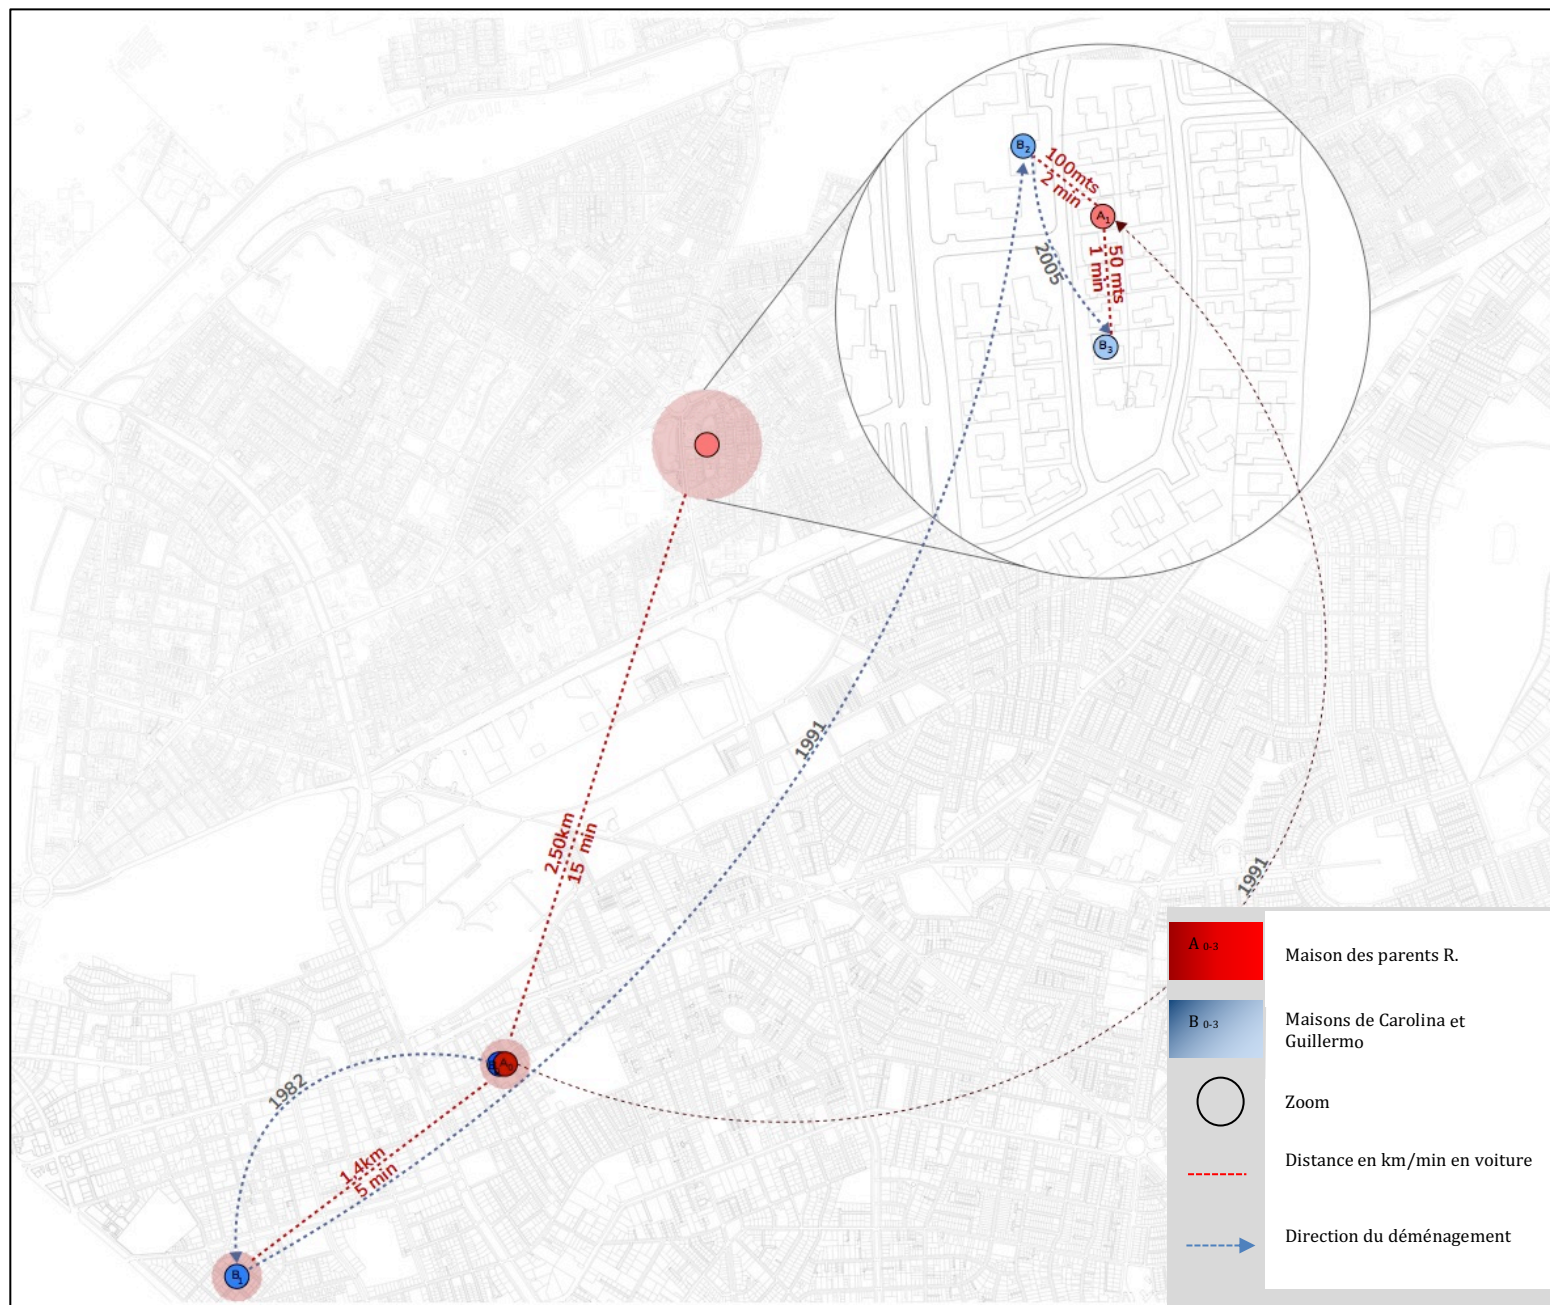 B2
100mts
2 min
A1
2005
50 mts
1 min
B3
1991
2.50km
15 min
1991
A 0-3
Maison des parents R.
B 0-3
Maisons de Carolina et
Guillermo
Zoom
Distance en km/min en voiture
Direction du déménagement
B
A0
1982
1.4km
5 min
B1